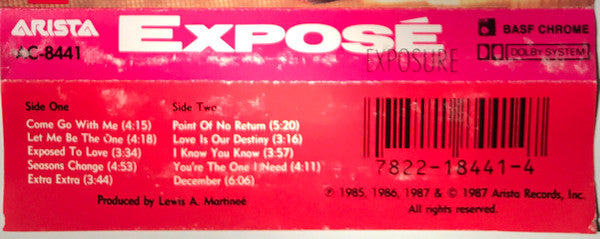 ARISTA
AC-8441
EXPOSÉ
EXPOSURE
BASF CHROME
DOLBY SYSTEM
Side One
Come Go With Me (4:15)
Let Me Be The One (4:18)
Exposed To Love (3:34)
Seasons Change (4:53)
Extra Extra (3:44)
Side Two
Point Of No Return (5:20)
Love Is Our Destiny (3:16)
I Know You Know (3:57)
You're The One I Need (4:11)
December (6:06)
Produced by Lewis A. Martineé
7822-18441-4
℗ 1985, 1986, 1987 & © 1987 Arista Records, Inc.
All rights reserved.